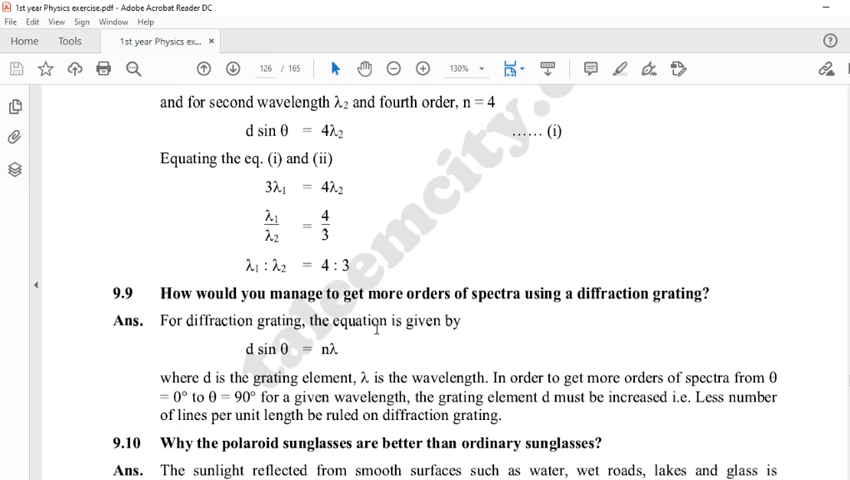 1st year Physics exercise.pdf - Adobe Acrobat Reader DC
File Edit View Sign Window Help
Home Tools 1st year Physics ex... ×
126 / 165 130%
and for second wavelength λ₂ and fourth order, n = 4
d sin θ = 4λ₂ …… (i)
Equating the eq. (i) and (ii)
3λ₁ = 4λ₂
λ₁/λ₂ = 4/3
λ₁ : λ₂ = 4 : 3
9.9 How would you manage to get more orders of spectra using a diffraction grating?
Ans. For diffraction grating, the equation is given by
d sin θ = nλ
where d is the grating element, λ is the wavelength. In order to get more orders of spectra from θ
= 0° to θ = 90° for a given wavelength, the grating element d must be increased i.e. Less number
of lines per unit length be ruled on diffraction grating.
9.10 Why the polaroid sunglasses are better than ordinary sunglasses?
Ans. The sunlight reflected from smooth surfaces such as water, wet roads, lakes and glass is
taleemcity.c